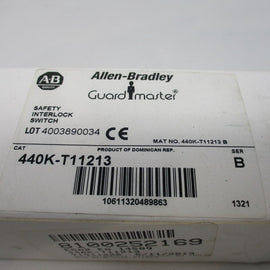 AB Allen-Bradley
Guardmaster®
SAFETY
INTERLOCK
SWITCH
LOT 4003890034 CE
MAT NO. 440K-T11213 B
CAT PRODUCT OF DOMINICAN REP. SER
440K-T11213 B
10611320489863 1321
8100252169